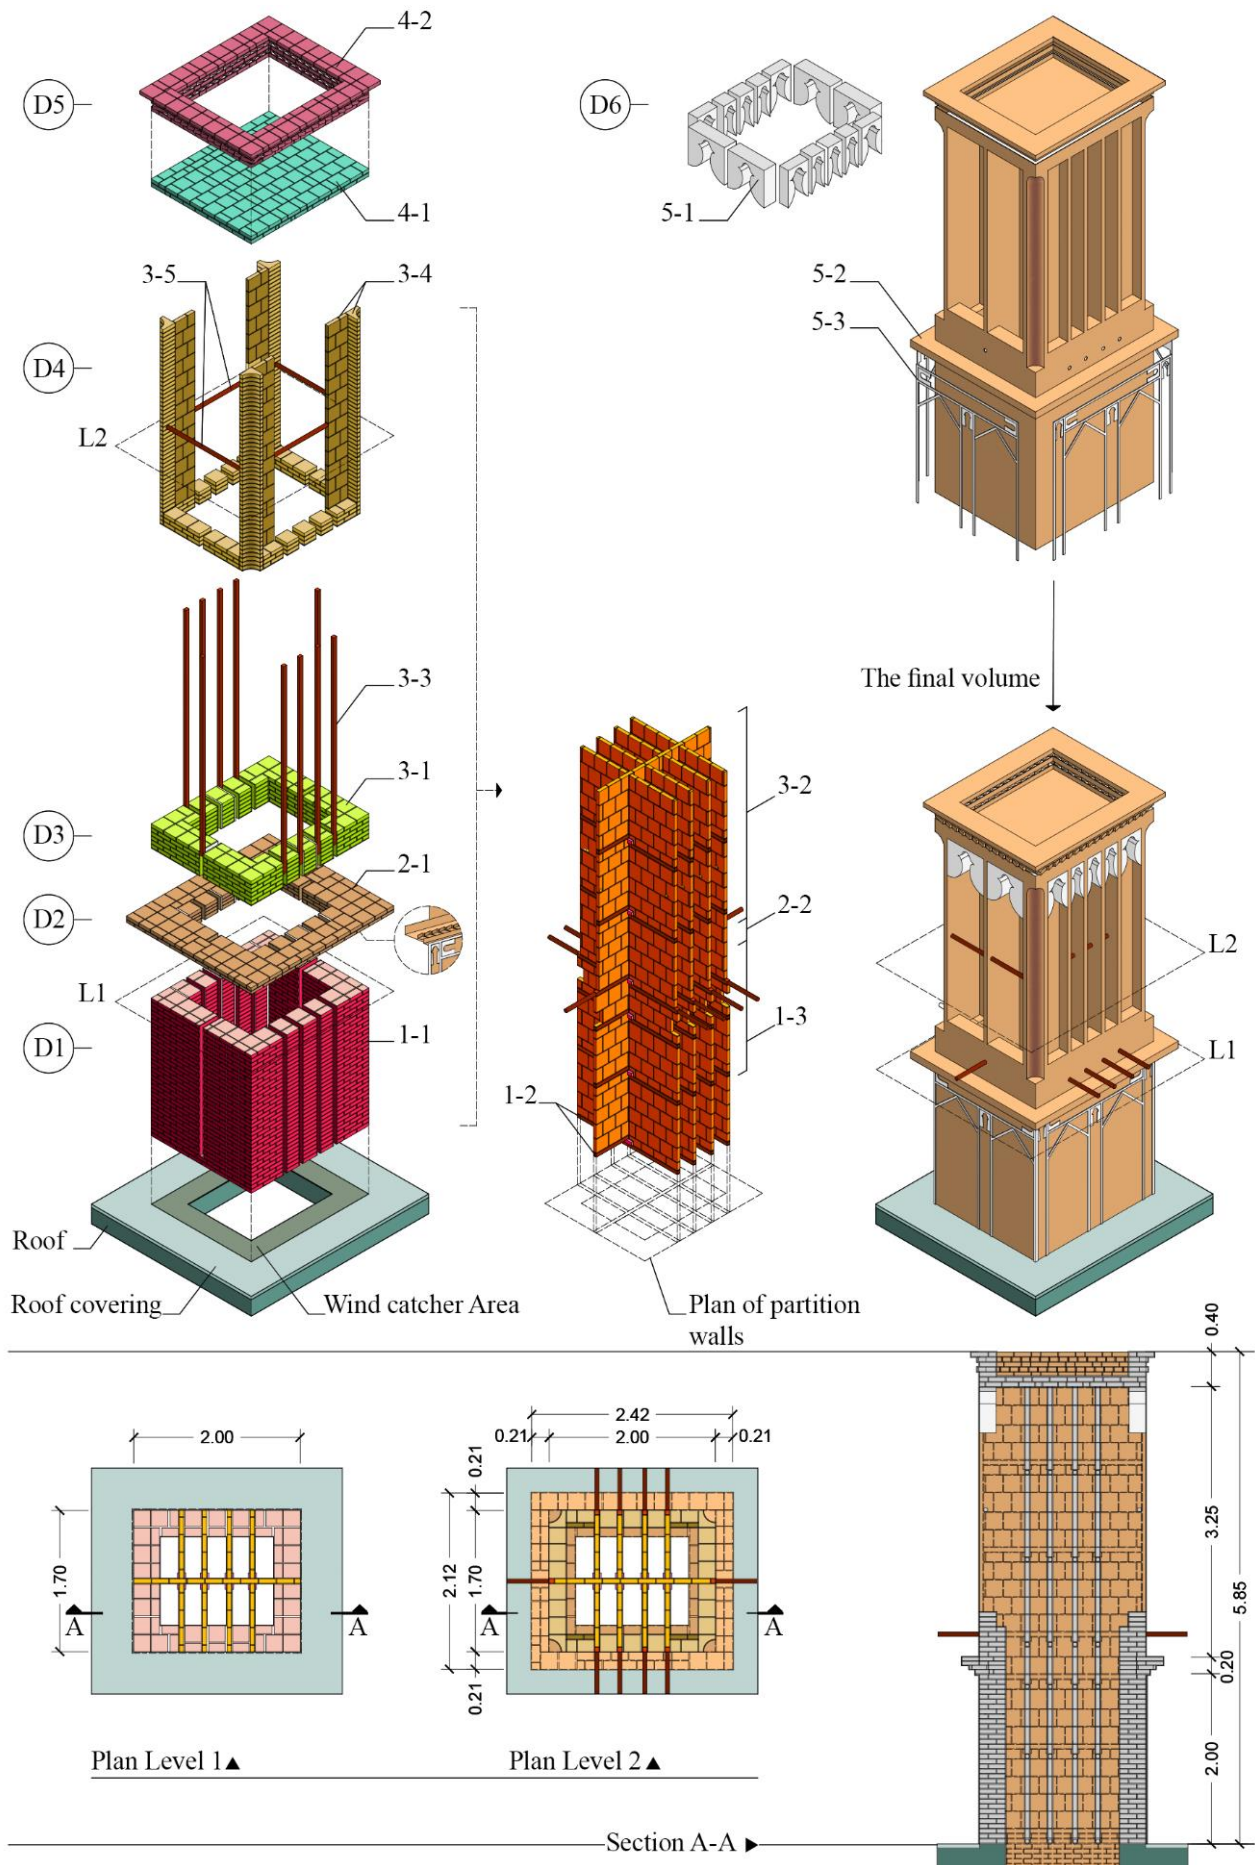 4-2
D5
D6
4-1
5-1
3-5
3-4
5-2
5-3
D4
L2
The final volume
3-3
3-1
3-2
D3
2-1
D2
2-2
L2
L1
1-3
D1
1-1
L1
1-2
Roof
Roof covering
Wind catcher Area
Plan of partition
walls
0.40
2.00
2.42
0.21
2.00
0.21
0.21
1.70
2.12
1.70
0.21
3.25
5.85
0.20
2.00
A
A
A
A
Plan Level 1▲
Plan Level 2▲
Section A-A ▶